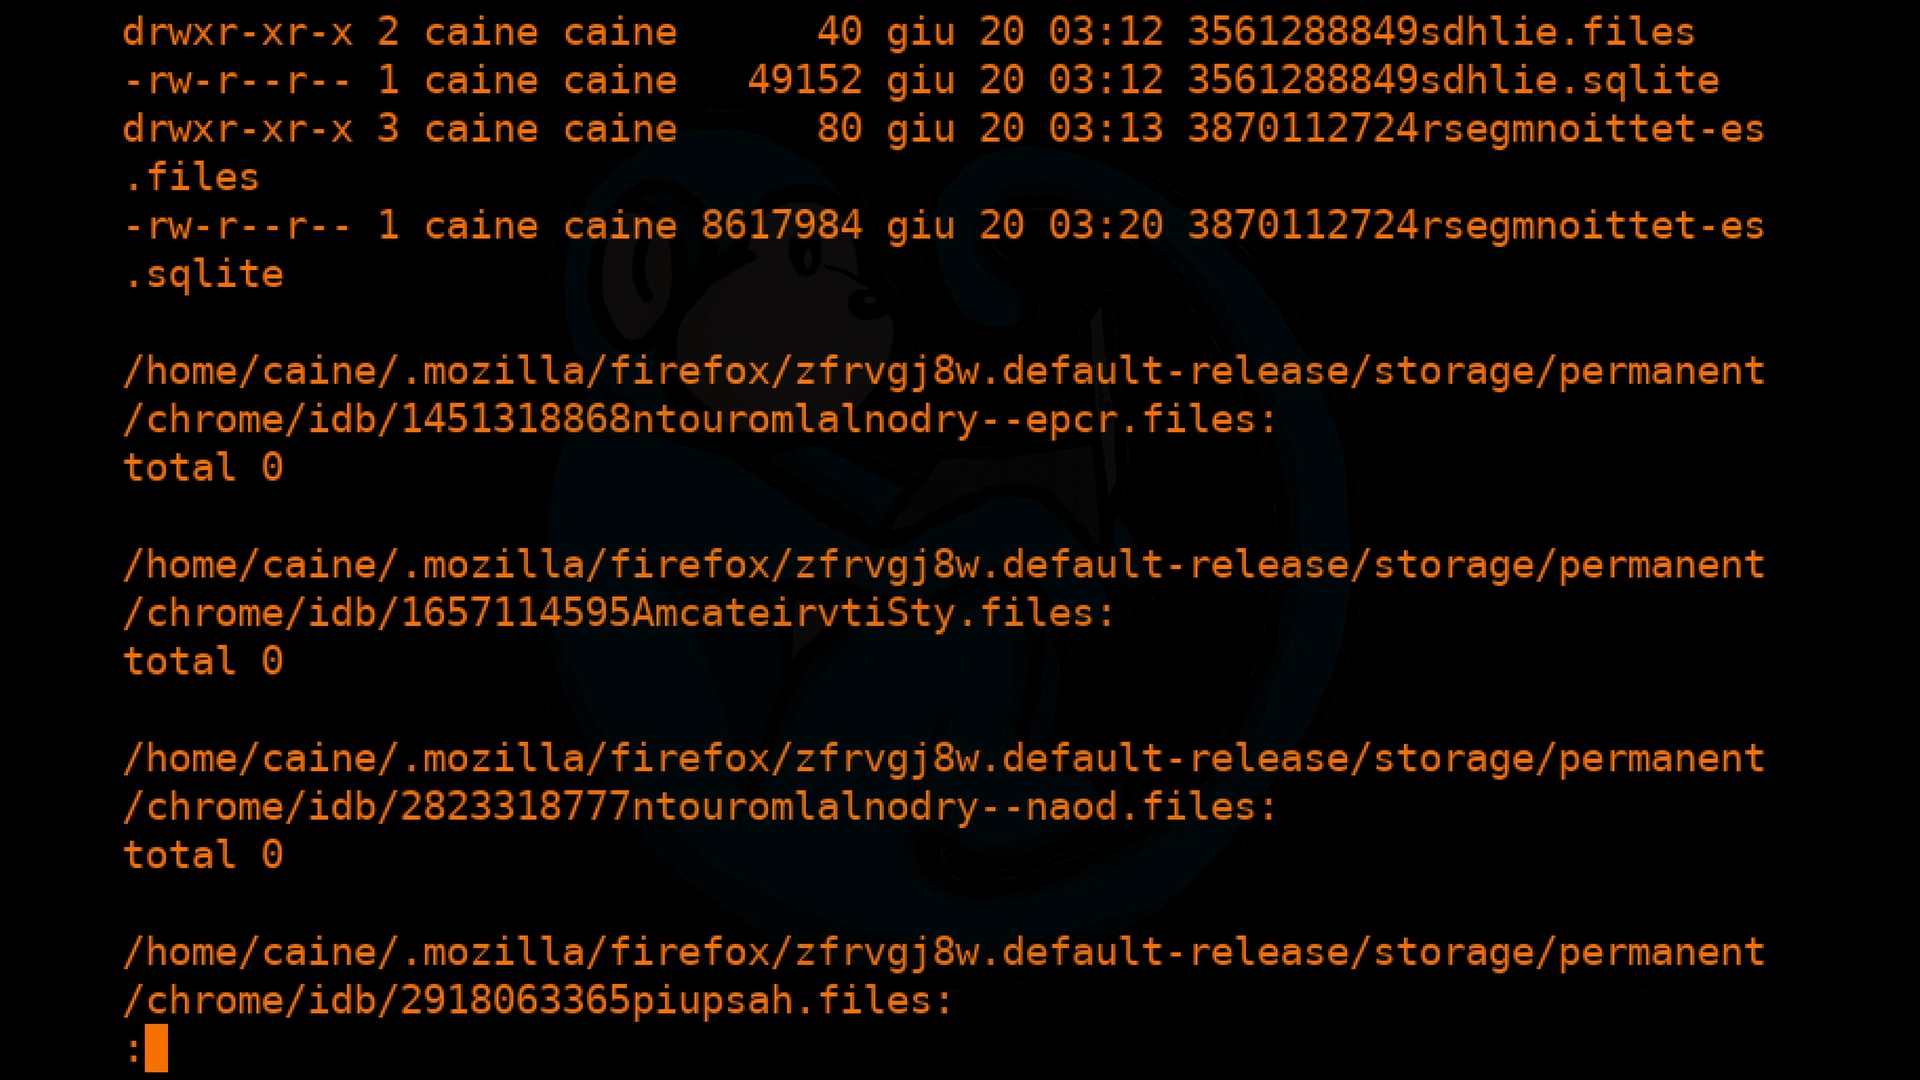 drwxr-xr-x 2 caine caine      40 giu 20 03:12 3561288849sdhlie.files
-rw-r--r-- 1 caine caine   49152 giu 20 03:12 3561288849sdhlie.sqlite
drwxr-xr-x 3 caine caine      80 giu 20 03:13 3870112724rsegmnoittet-es
.files
-rw-r--r-- 1 caine caine 8617984 giu 20 03:20 3870112724rsegmnoittet-es
.sqlite
/home/caine/.mozilla/firefox/zfrvgj8w.default-release/storage/permanent
/chrome/idb/1451318868ntouromlalnodry--epcr.files:
total 0
/home/caine/.mozilla/firefox/zfrvgj8w.default-release/storage/permanent
/chrome/idb/1657114595AmcateirvtiSty.files:
total 0
/home/caine/.mozilla/firefox/zfrvgj8w.default-release/storage/permanent
/chrome/idb/2823318777ntouromlalnodry--naod.files:
total 0
/home/caine/.mozilla/firefox/zfrvgj8w.default-release/storage/permanent
/chrome/idb/2918063365piupsah.files:
: